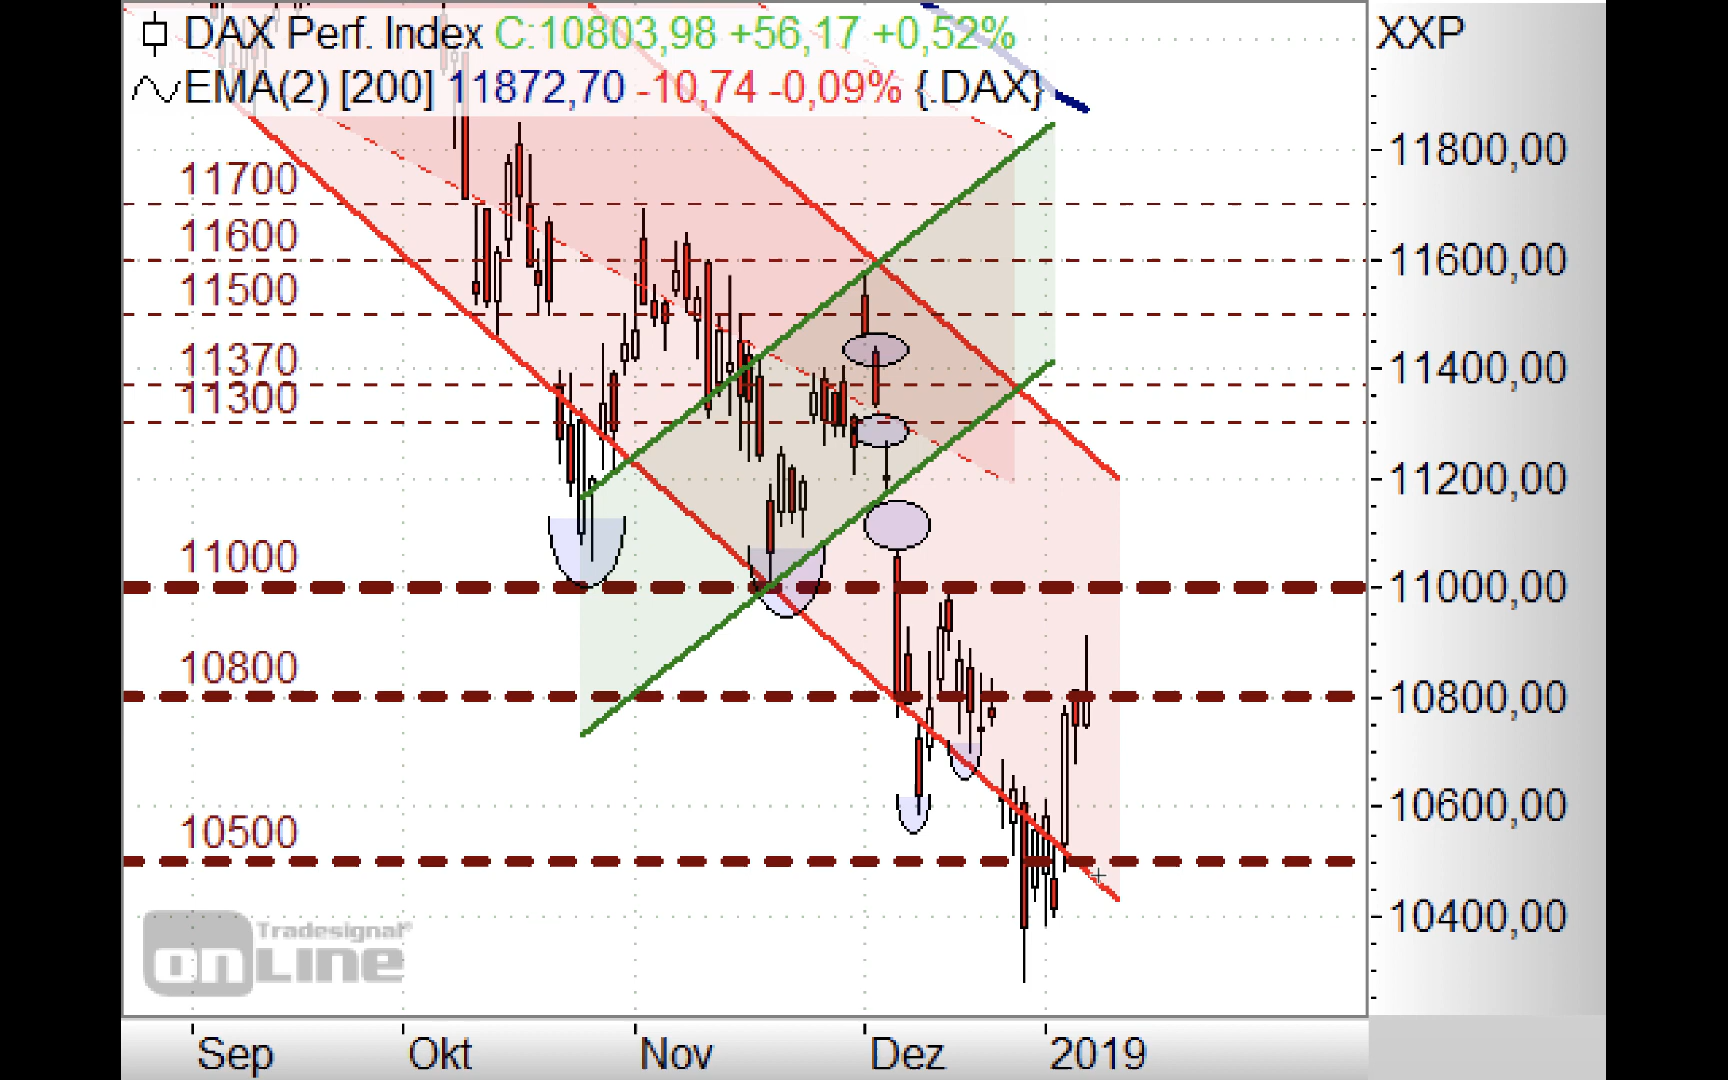 DAX Perf. Index C:10803,98 +56,17 +0,52%
EMA(2) [200] 11872,70 -10,74 -0,09% {.DAX}
XXP
11800,00
11700
11600
11600,00
11500
11370
11400,00
11300
11200,00
11000
11000,00
10800
10800,00
10600,00
10500
10400,00
Tradesignal®
onLine
Sep Okt Nov Dez 2019